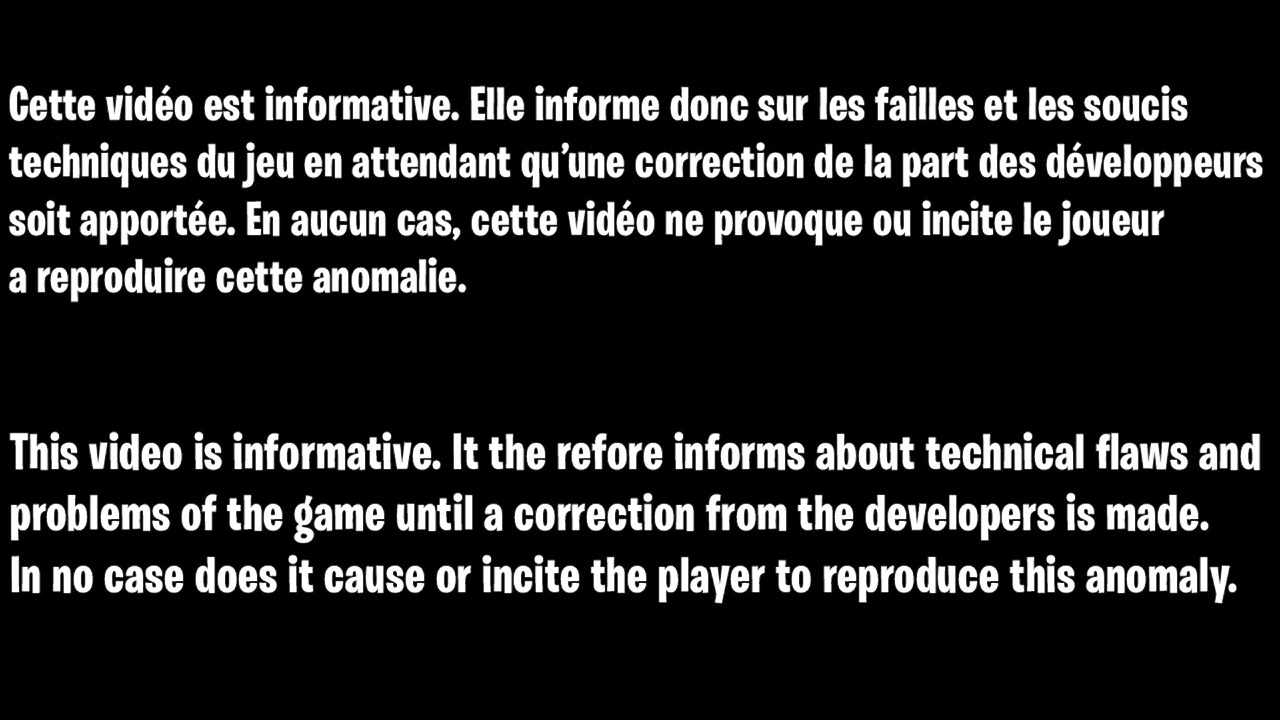 Cette vidéo est informative. Elle informe donc sur les failles et les soucis
techniques du jeu en attendant qu'une correction de la part des développeurs
soit apportée. En aucun cas, cette vidéo ne provoque ou incite le joueur
a reproduire cette anomalie.
This video is informative. It the refore informs about technical flaws and
problems of the game until a correction from the developers is made.
In no case does it cause or incite the player to reproduce this anomaly.